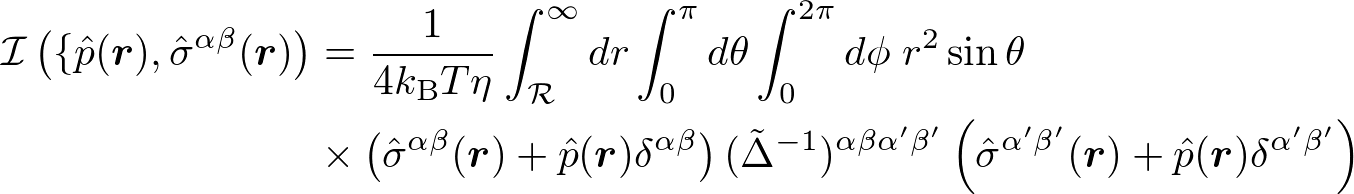 \mathcal{I}\left(\{\hat{p}(\boldsymbol{r}),\hat{\sigma}^{\alpha\beta}(\boldsymbol{r})\right) = \frac{1}{4k_{\mathrm{B}}T\eta}\int_{\mathcal{R}}^{\infty}dr\int_{0}^{\pi}d\theta\int_{0}^{2\pi}d\phi\; r^{2}\sin\theta
\times\left(\hat{\sigma}^{\alpha\beta}(\boldsymbol{r})+\hat{p}(\boldsymbol{r})\delta^{\alpha\beta}\right)(\tilde{\Delta}^{-1})^{\alpha\beta\alpha'\beta'}\left(\hat{\sigma}^{\alpha'\beta'}(\boldsymbol{r})+\hat{p}(\boldsymbol{r})\delta^{\alpha'\beta'}\right)